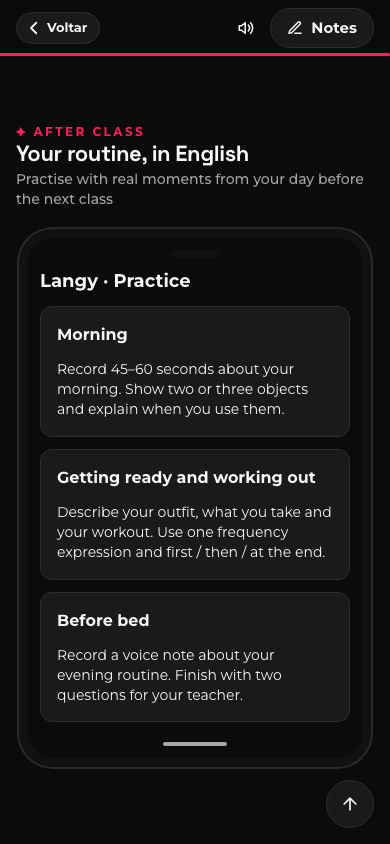 Voltar
Notes
AFTER CLASS
Your routine, in English
Practise with real moments from your day before
the next class
Langy · Practice
Morning
Record 45–60 seconds about your
morning. Show two or three objects
and explain when you use them.
Getting ready and working out
Describe your outfit, what you take and
your workout. Use one frequency
expression and first / then / at the end.
Before bed
Record a voice note about your
evening routine. Finish with two
questions for your teacher.